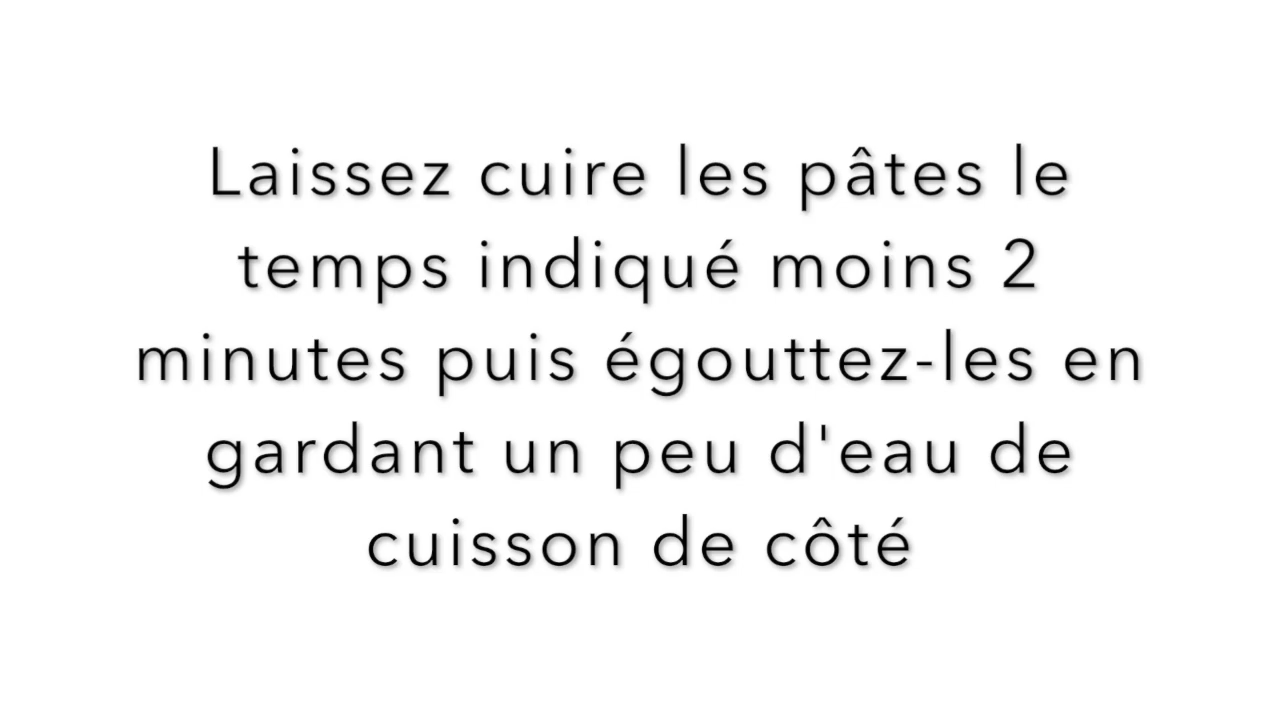 Laissez cuire les pâtes le
temps indiqué moins 2
minutes puis égouttez-les en
gardant un peu d'eau de
cuisson de côté